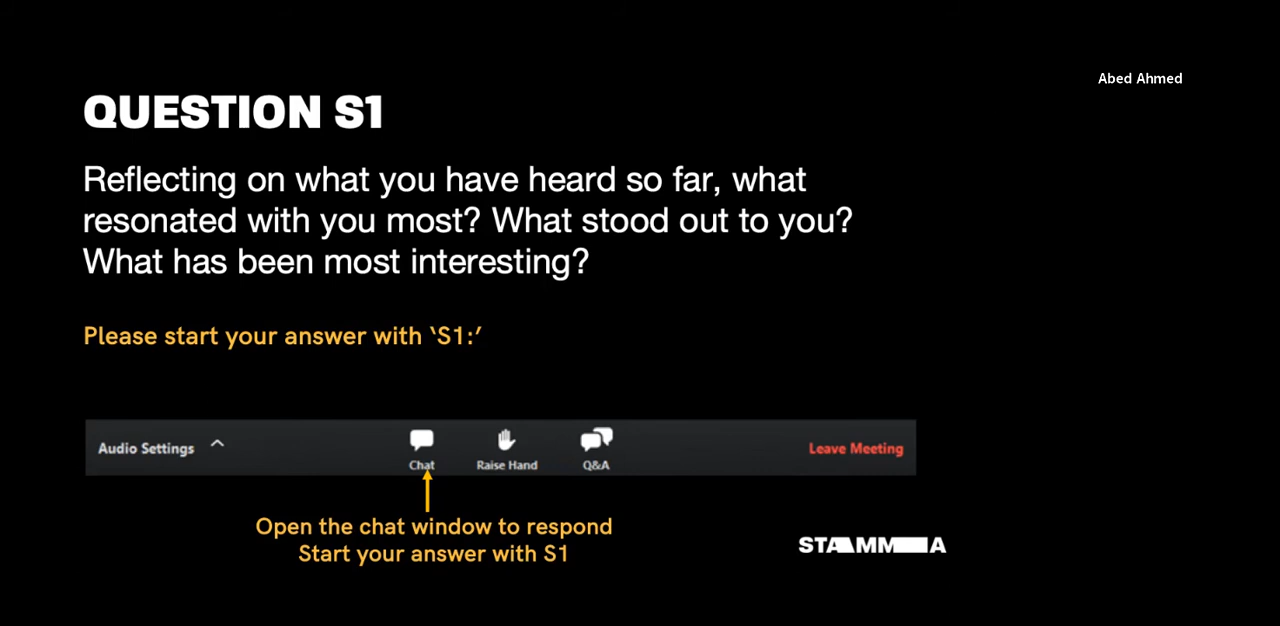 Abed Ahmed
QUESTION S1
Reflecting on what you have heard so far, what
resonated with you most? What stood out to you?
What has been most interesting?
Please start your answer with ‘S1:’
Audio Settings
Chat
Raise Hand
Q&A
Leave Meeting
Open the chat window to respond
Start your answer with S1
STAMMA